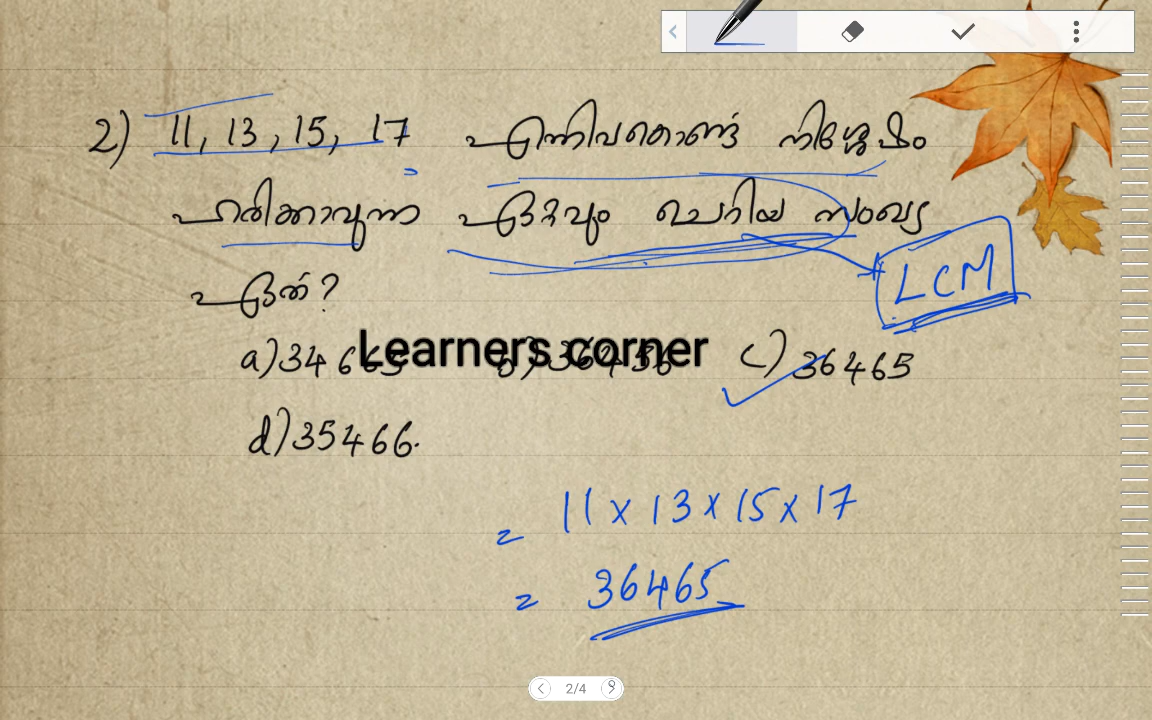 2) 11, 13, 15, 17 എന്നിവകൊണ്ട് നിശ്ശേഷം
ഹരിക്കാവുന്ന ഏറ്റവും ചെറിയ സംഖ്യ
ഏത്?
LCM
a) 34665 b) 36456 c) 36465
Learners corner
d) 35466.
= 11 x 13 x 15 x 17
= 36465
2/4